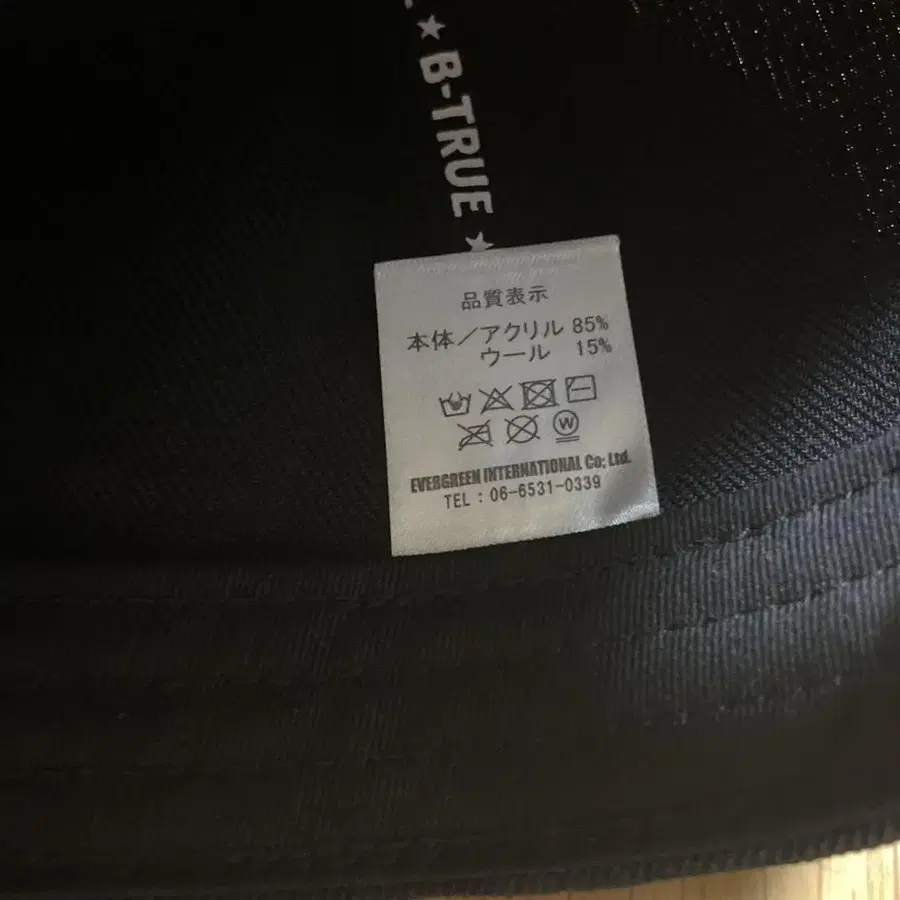 ★ B-TRUE ★
品質表示
本体/アクリル 85%
ウール 15%
W
EVERGREEN INTERNATIONAL Co; Ltd.
TEL : 06-6531-0339